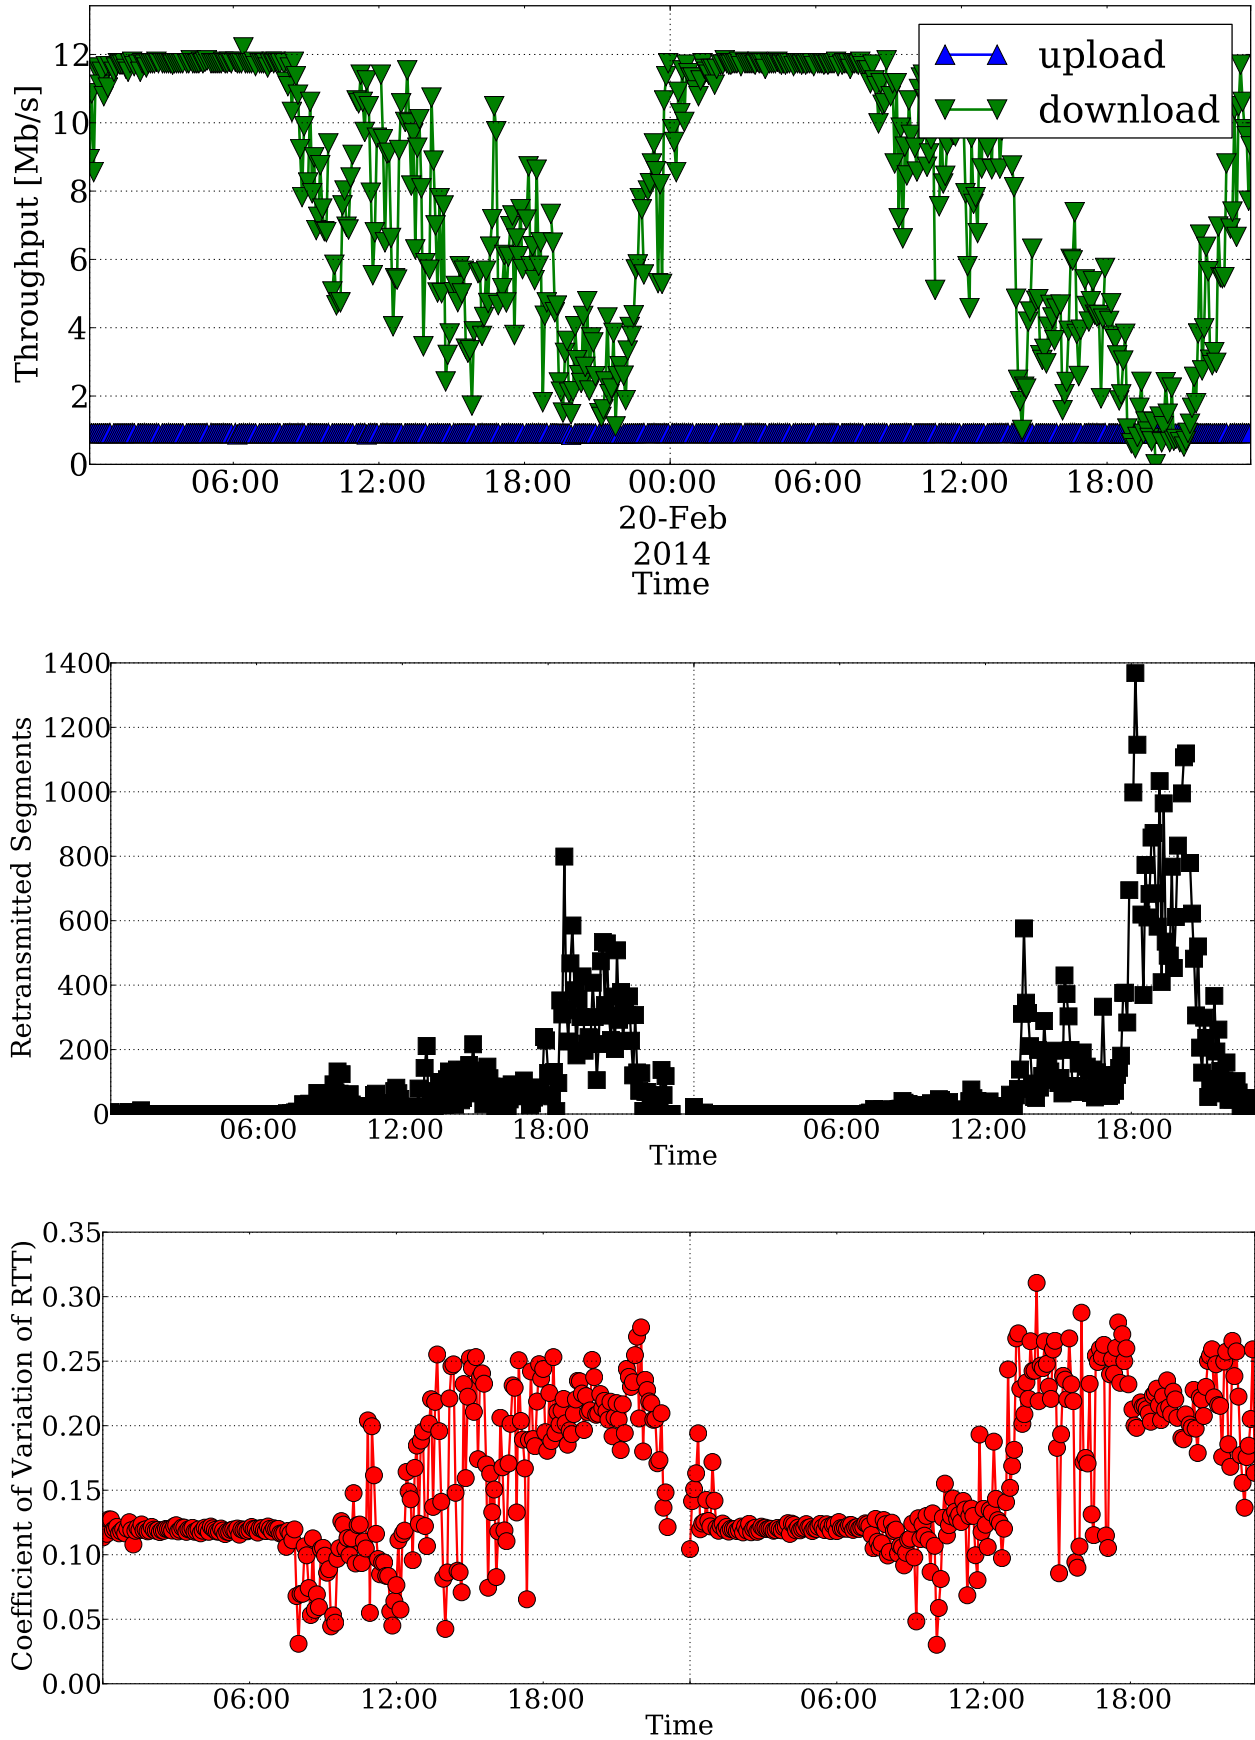 12
10
8
6
4
2
0
Throughput [Mb/s]
upload
download
06:00 12:00 18:00 00:00 06:00 12:00 18:00
20-Feb
2014
Time
1400
1200
1000
800
600
400
200
0
Retransmitted Segments
06:00 12:00 18:00 06:00 12:00 18:00
Time
0.35
0.30
0.25
0.20
0.15
0.10
0.05
0.00
Coefficient of Variation of RTT)
06:00 12:00 18:00 06:00 12:00 18:00
Time